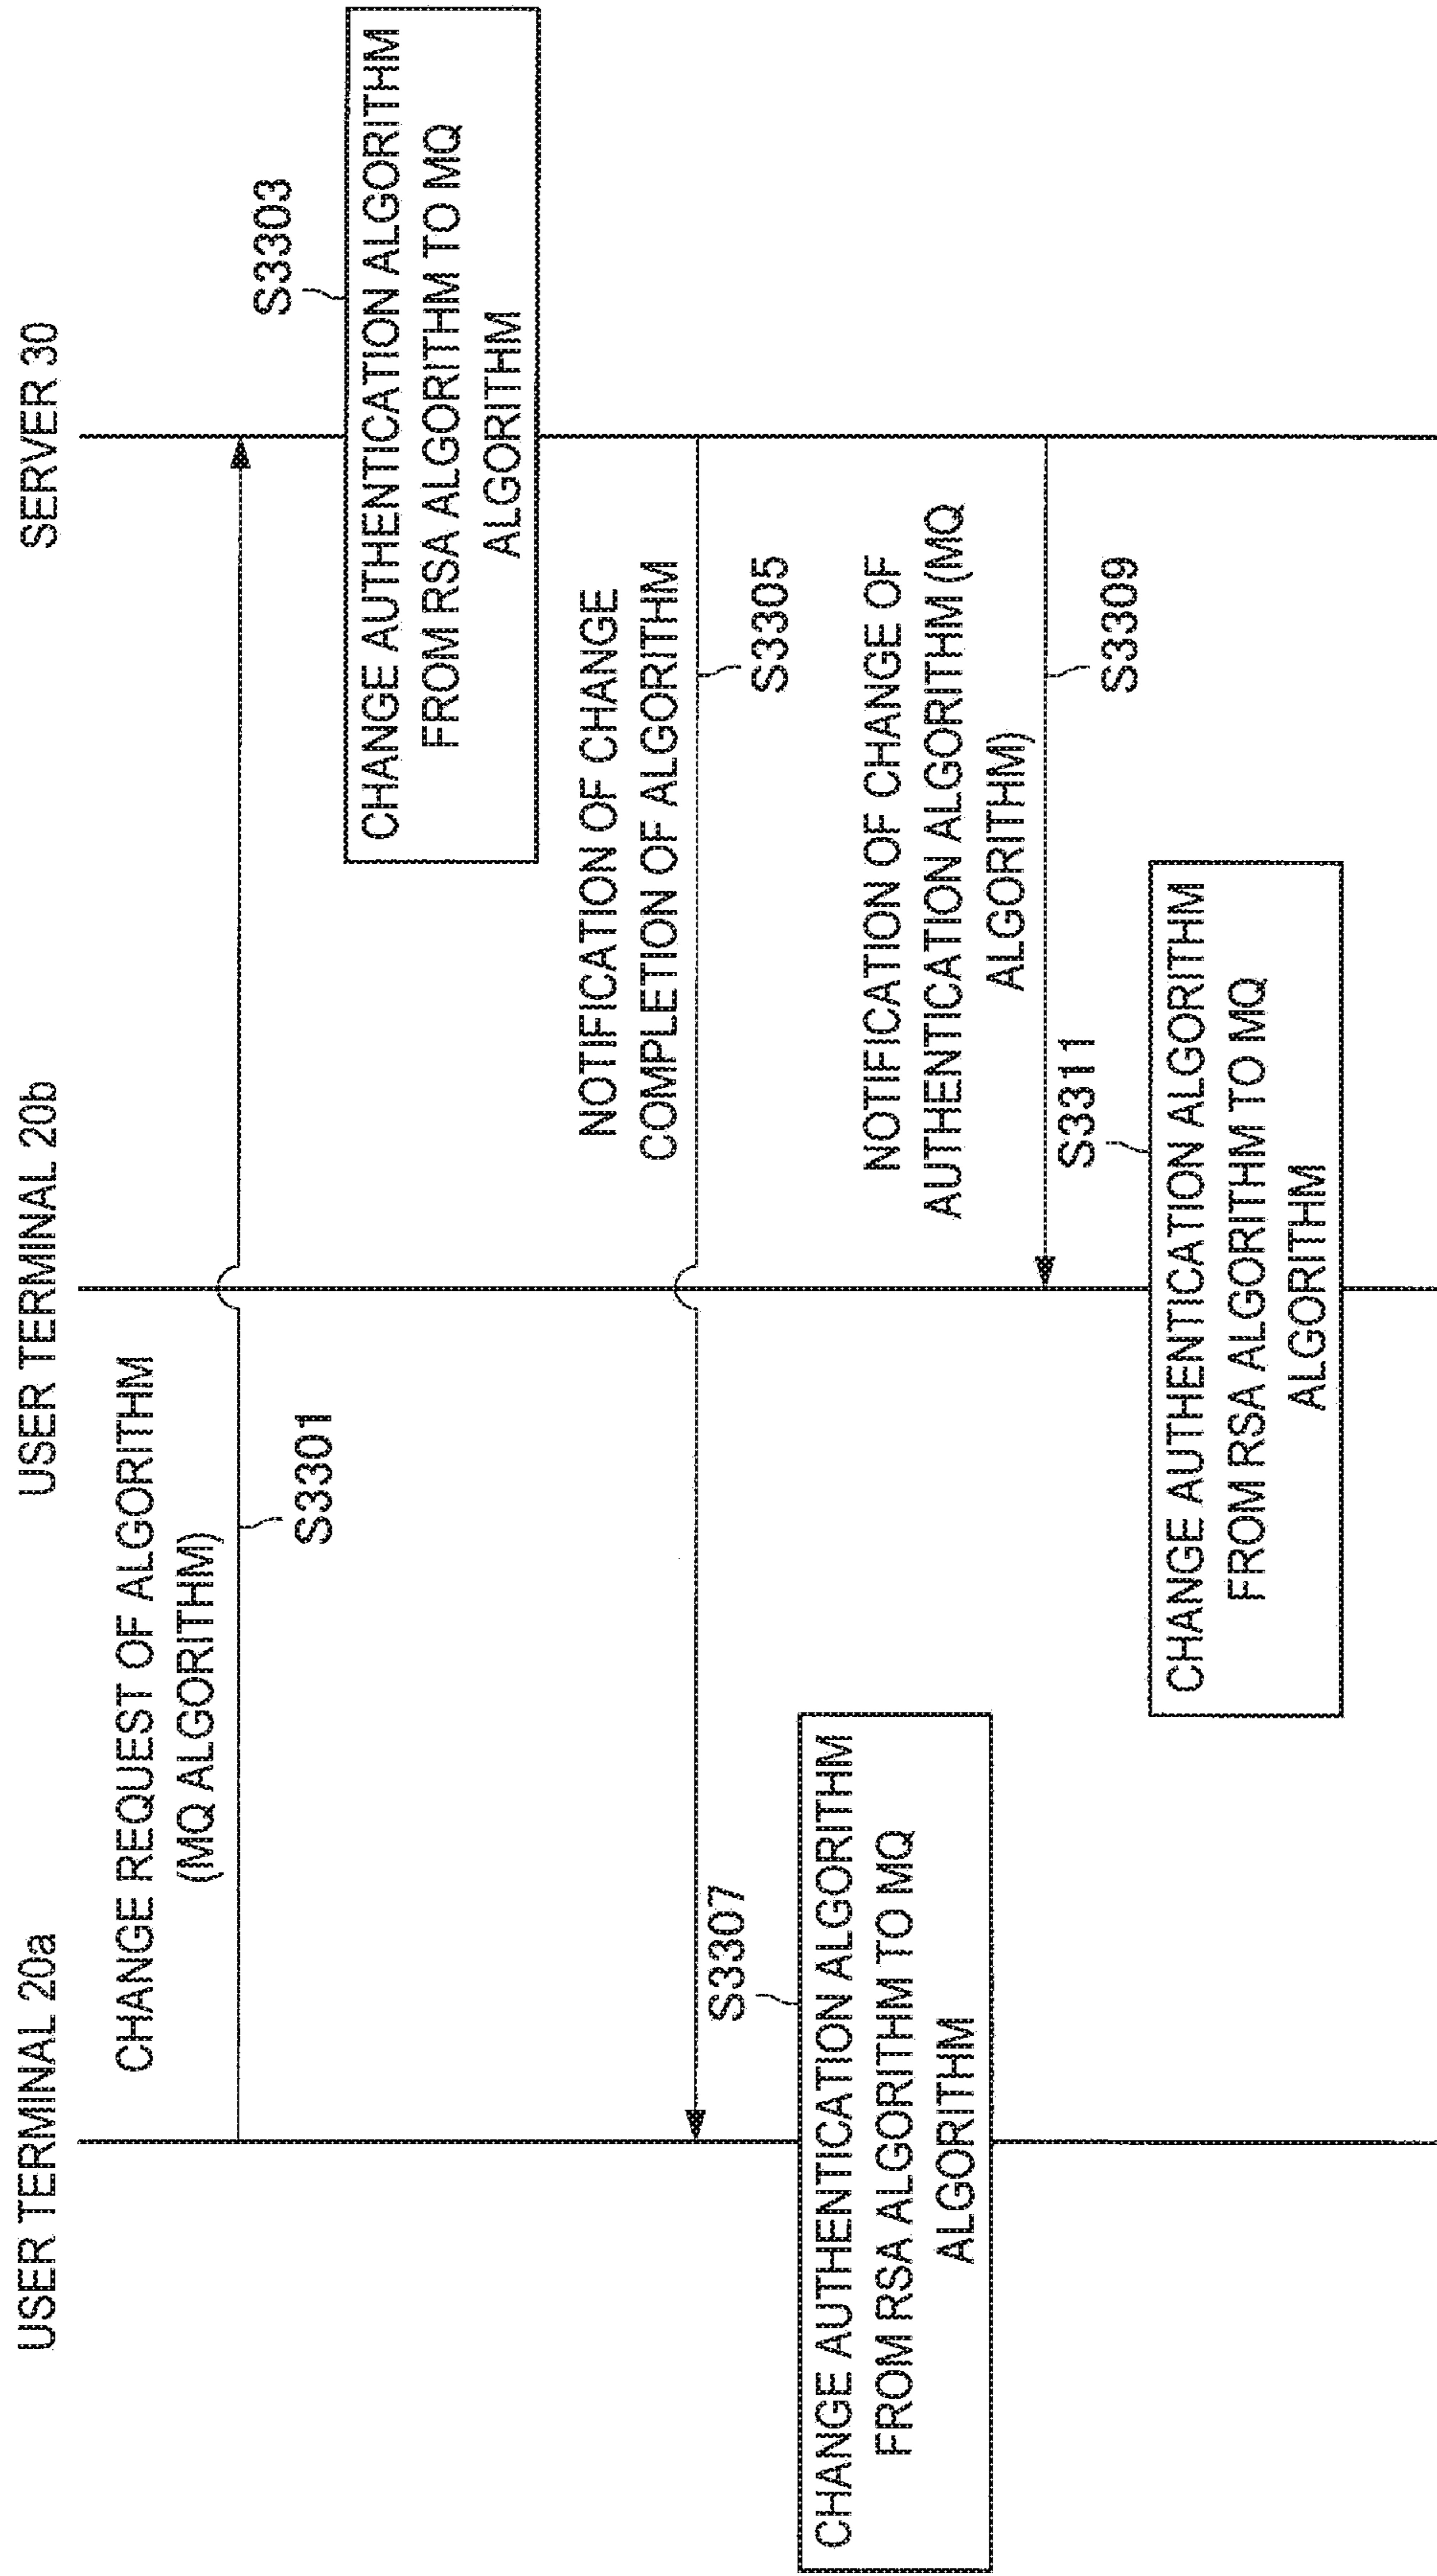 USER TERMINAL 20a
USER TERMINAL 20b
SERVER 30
CHANGE REQUEST OF ALGORITHM
(MQ ALGORITHM)
S3301
S3303
CHANGE AUTHENTICATION ALGORITHM
FROM RSA ALGORITHM TO MQ
ALGORITHM
NOTIFICATION OF CHANGE
COMPLETION OF ALGORITHM
S3305
S3307
CHANGE AUTHENTICATION ALGORITHM
FROM RSA ALGORITHM TO MQ
ALGORITHM
NOTIFICATION OF CHANGE OF
AUTHENTICATION ALGORITHM (MQ
ALGORITHM)
S3309
S3311
CHANGE AUTHENTICATION ALGORITHM
FROM RSA ALGORITHM TO MQ
ALGORITHM